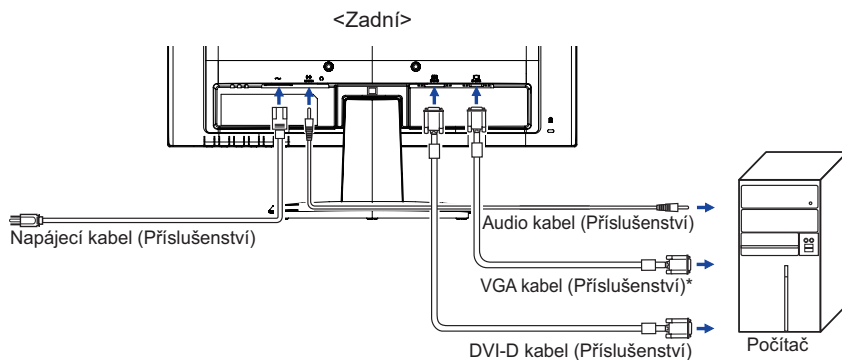 <Zadní>
Audio kabel (Příslušenství)
Napájecí kabel (Příslušenství)
VGA kabel (Příslušenství)*
Počítač
DVI-D kabel (Příslušenství)